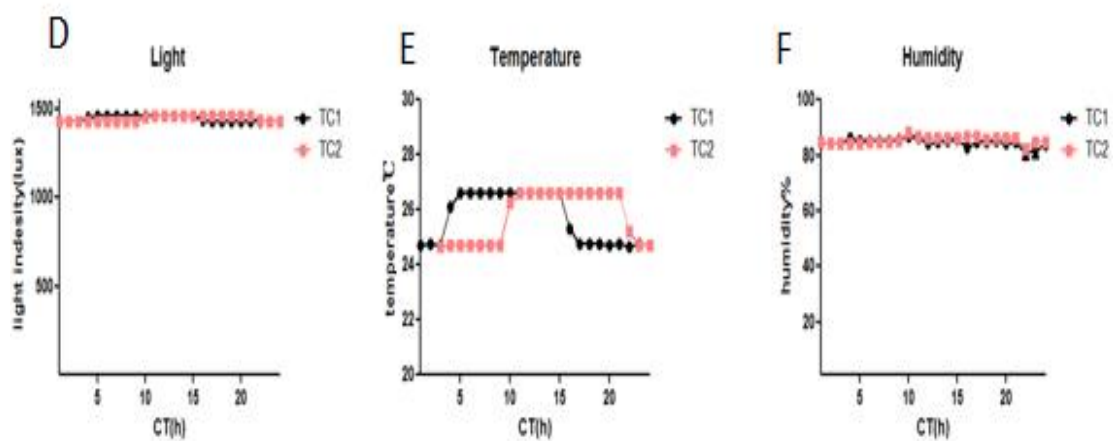 D
Light
1500
1000
500
light indesity(lux)
5 10 15 20
CT(h)
TC1
TC2
E
Temperature
30
28
26
24
22
20
temperature℃
5 10 15 20
CT(h)
TC1
TC2
F
Humidity
100
80
60
40
20
humidity%
5 10 15 20
CT(h)
TC1
TC2